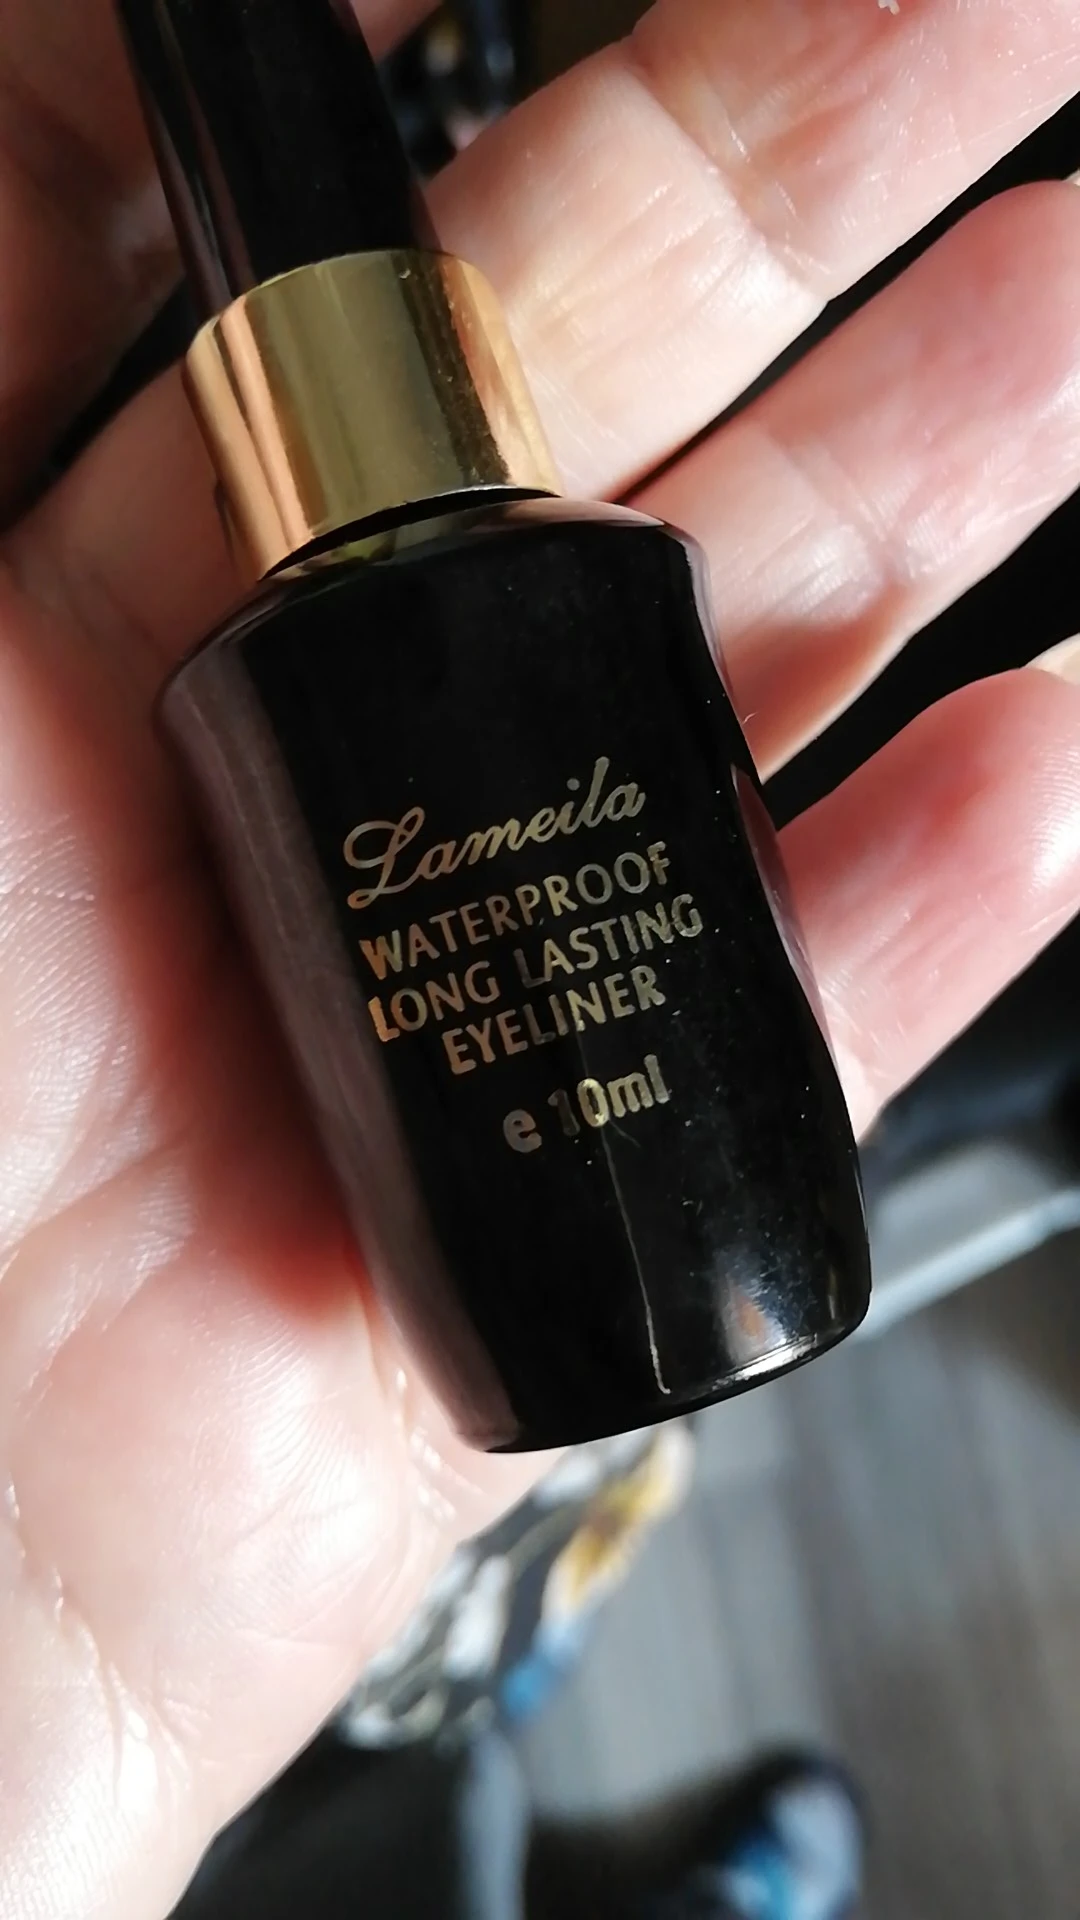 Lameila
WATERPROOF
LONG LASTING
EYELINER
e 10ml